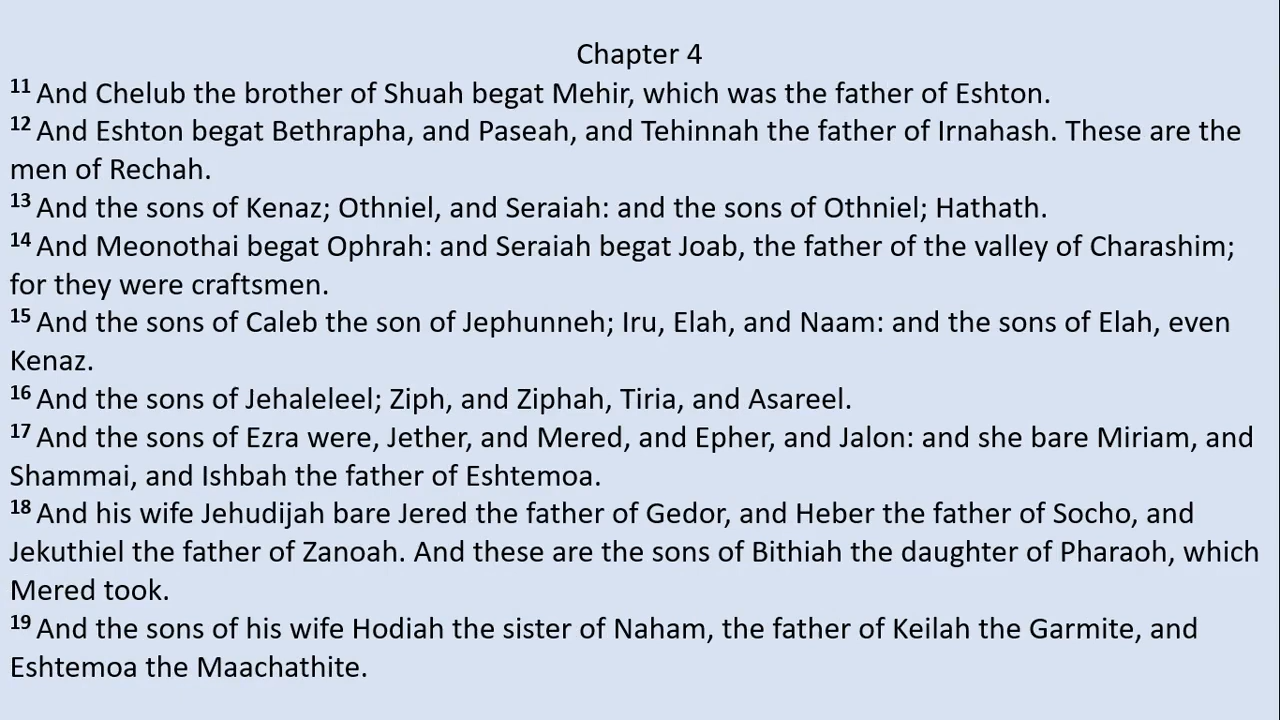 Chapter 4
11 And Chelub the brother of Shuah begat Mehir, which was the father of Eshton.
12 And Eshton begat Bethrapha, and Paseah, and Tehinnah the father of Irnahash. These are the
men of Rechah.
13 And the sons of Kenaz; Othniel, and Seraiah: and the sons of Othniel; Hathath.
14 And Meonothai begat Ophrah: and Seraiah begat Joab, the father of the valley of Charashim;
for they were craftsmen.
15 And the sons of Caleb the son of Jephunneh; Iru, Elah, and Naam: and the sons of Elah, even
Kenaz.
16 And the sons of Jehaleleel; Ziph, and Ziphah, Tiria, and Asareel.
17 And the sons of Ezra were, Jether, and Mered, and Epher, and Jalon: and she bare Miriam, and
Shammai, and Ishbah the father of Eshtemoa.
18 And his wife Jehudijah bare Jered the father of Gedor, and Heber the father of Socho, and
Jekuthiel the father of Zanoah. And these are the sons of Bithiah the daughter of Pharaoh, which
Mered took.
19 And the sons of his wife Hodiah the sister of Naham, the father of Keilah the Garmite, and
Eshtemoa the Maachathite.